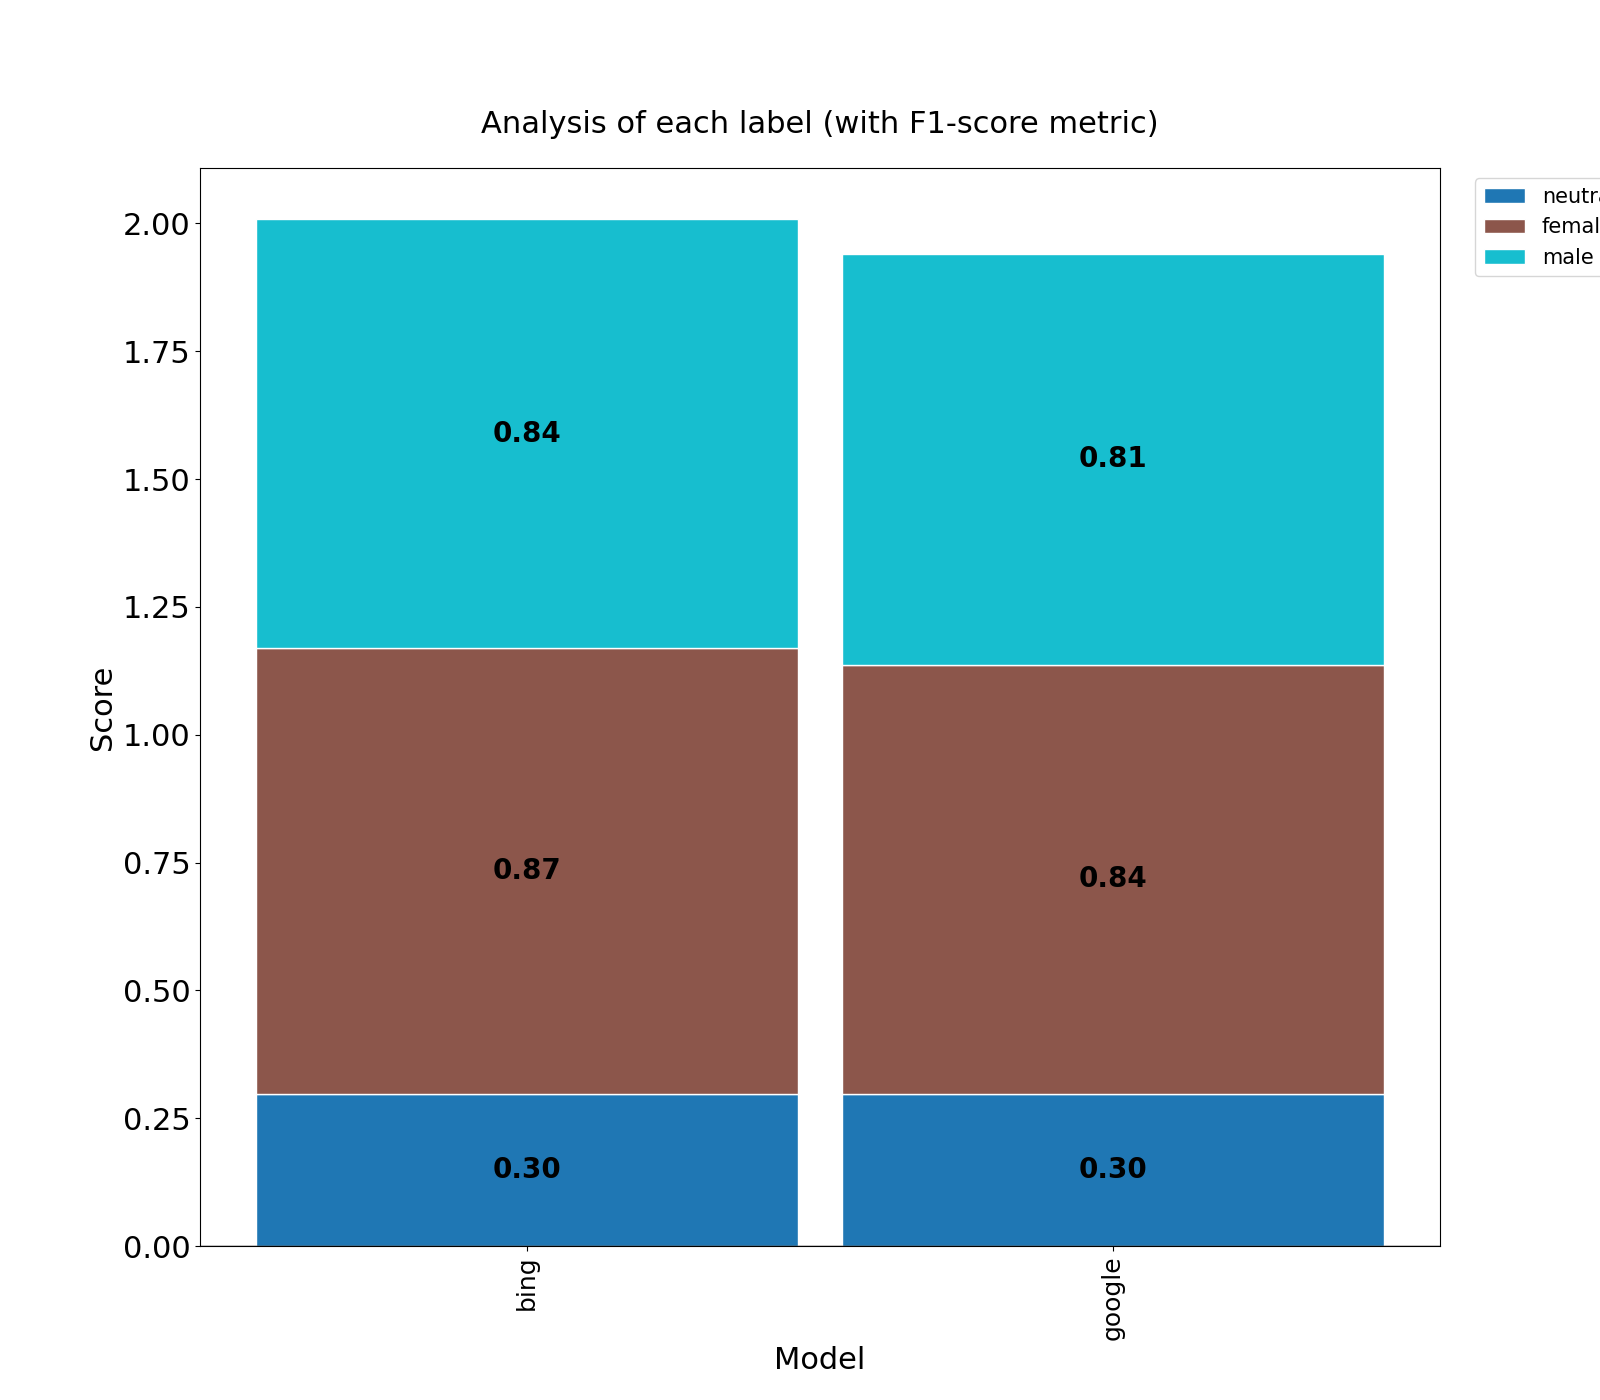 Analysis of each label (with F1-score metric)
neutra
femal
male
2.00
1.75
1.50
1.25
1.00
0.75
0.50
0.25
0.00
Score
0.84
0.81
0.87
0.84
0.30
0.30
bing
google
Model